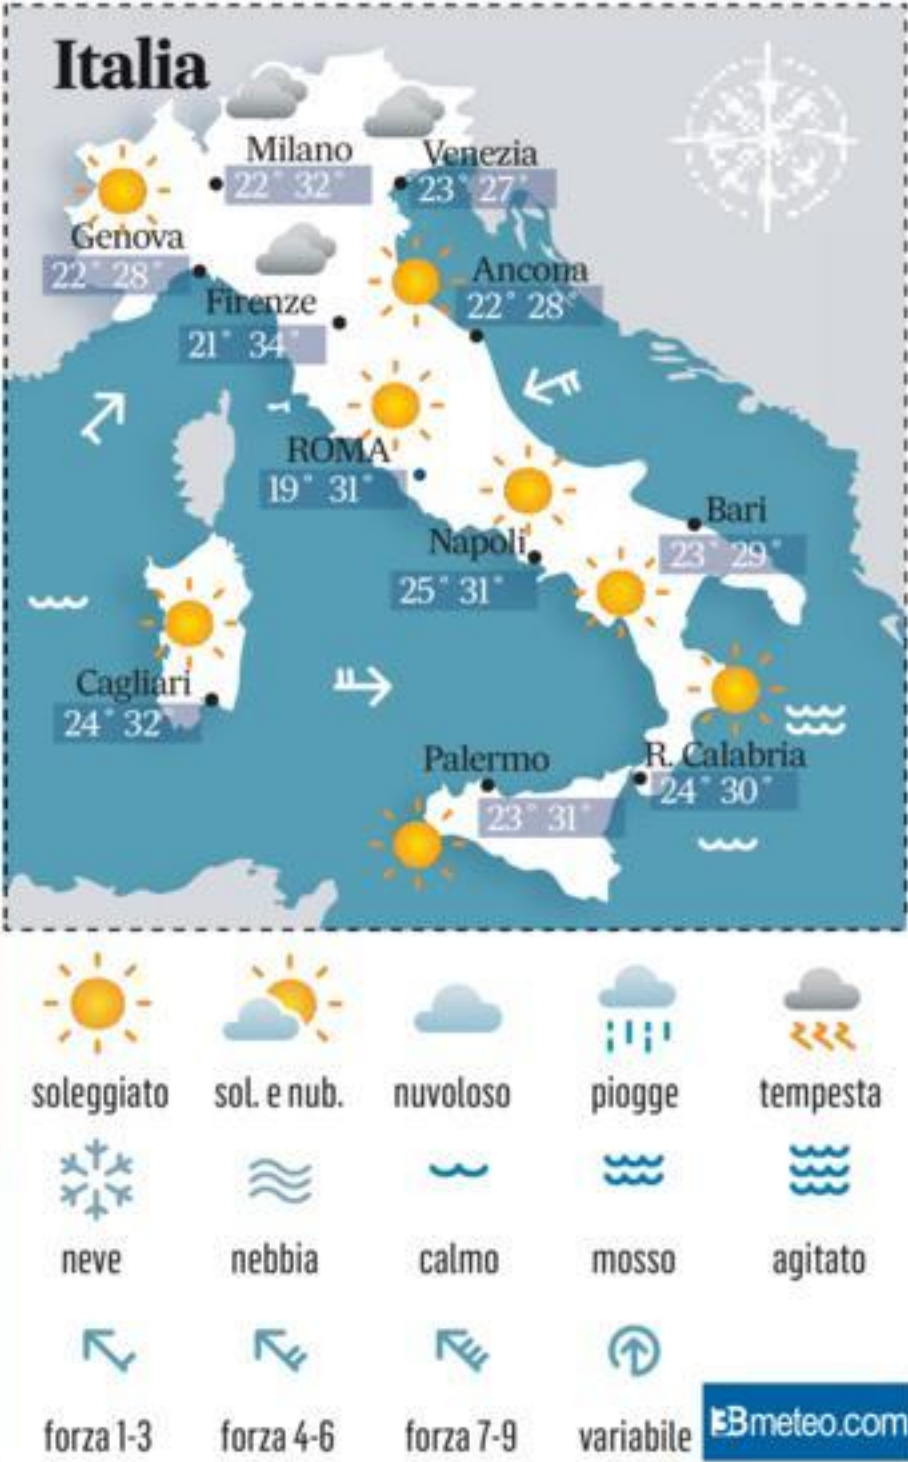 Italia
Milano
22° 32°
Venezia
23° 27°
Genova
22° 28°
Ancona
22° 28°
Firenze
21° 34°
ROMA
19° 31°
Bari
23° 29°
Napoli
25° 31°
Cagliari
24° 32°
Palermo
23° 31°
R. Calabria
24° 30°
soleggiato sol. e nub. nuvoloso piogge tempesta
neve nebbia calmo mosso agitato
forza 1-3 forza 4-6 forza 7-9 variabile
3Bmeteo.com